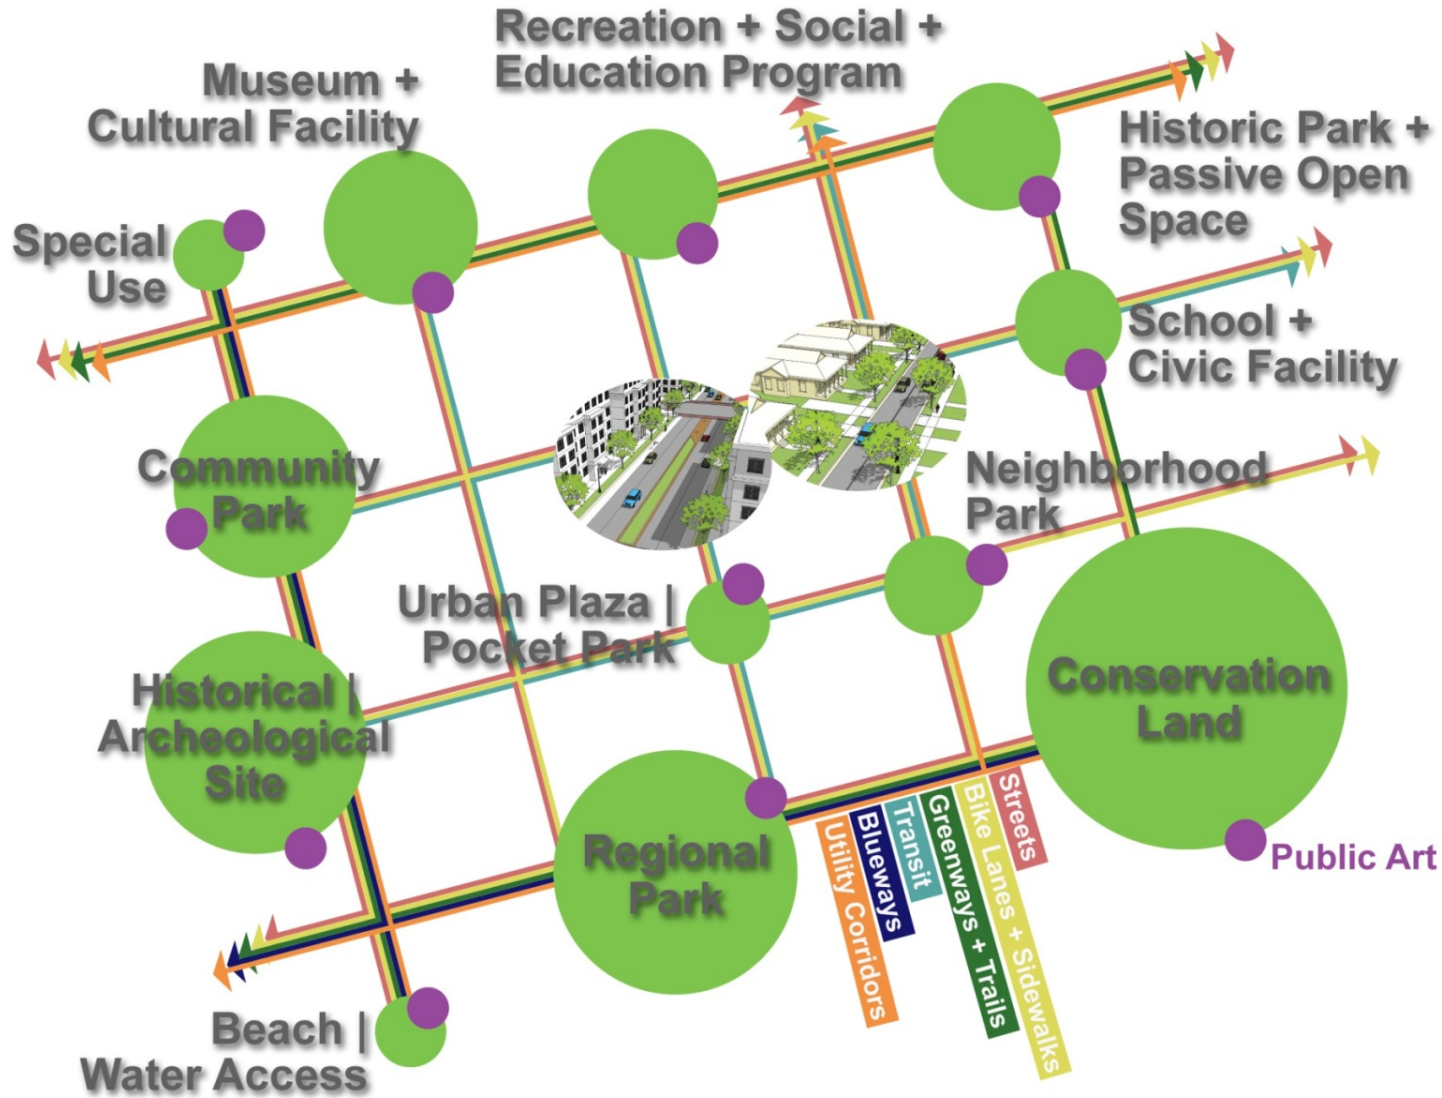 Recreation + Social +
Education Program
Museum +
Cultural Facility
Historic Park +
Passive Open
Space
Special
Use
School +
Civic Facility
Community
Park
Neighborhood
Park
Urban Plaza |
Pocket Park
Historical |
Archeological
Site
Conservation
Land
Regional
Park
Streets
Bike Lanes + Sidewalks
Greenways + Trails
Transit
Blueways
Utility Corridors
Public Art
Beach |
Water Access